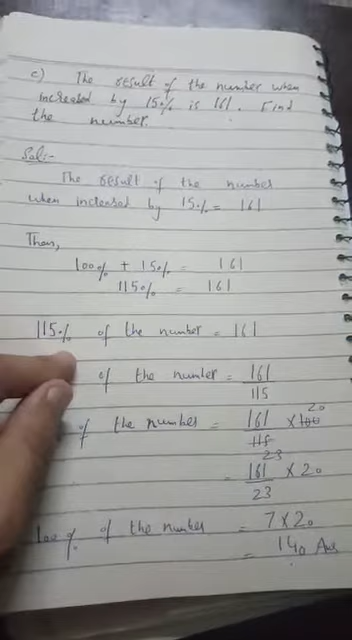 c) The result of the number when
increased by 15% is 161. Find
the number.
Sol:-
The result of the number
when increased by 15% = 161
Then,
100% + 15% = 161
115% = 161
115% of the number = 161
of the number = 161/115
of the number = 161/115 × 100 20
23
= 161/23 × 20
100% of the number = 7 × 20
= 140 Ans